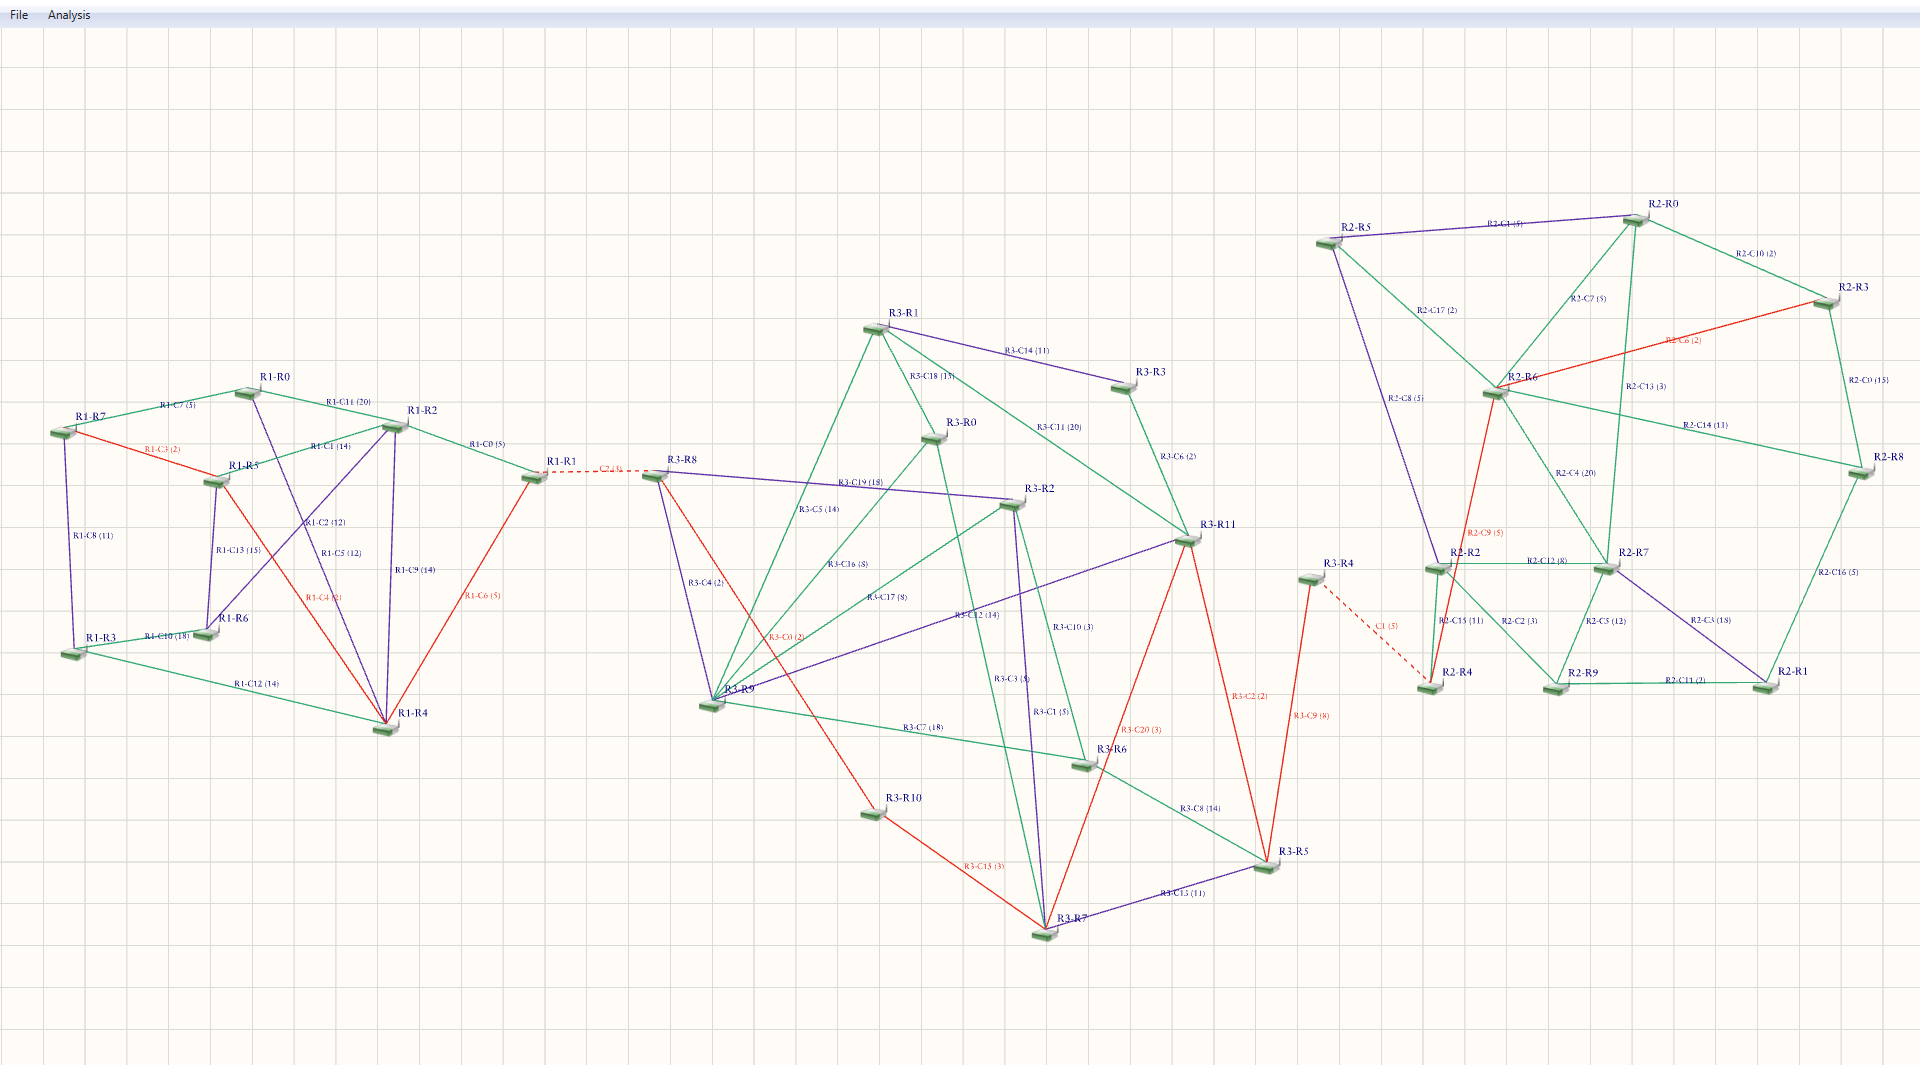 File Analysis
R2-R0
R2-R5
R2-C1 (5)
R2-C10 (2)
R2-R3
R2-C7 (5)
R2-C17 (2)
R3-R1
R2-C6 (2)
R3-C14 (11)
R3-R3
R3-C18 (15)
R1-R0
R2-R6
R2-C13 (3)
R2-C0 (15)
R2-C8 (5)
R1-C7 (5)
R1-C11 (20)
R1-R2
R1-R7
R3-R0
R3-C11 (20)
R2-C14 (11)
R1-C3 (2)
R1-C1 (14)
R1-C0 (5)
R3-C6 (2)
R2-R8
R1-R5
R1-R1
C2 (3)
R3-R8
R2-C4 (20)
R3-C19 (18)
R3-R2
R3-C5 (14)
R1-C2 (12)
R3-R11
R1-C8 (11)
R2-C9 (5)
R1-C13 (15)
R1-C5 (12)
R2-R2
R2-R7
R2-C12 (8)
R3-C16 (8)
R3-R4
R1-C9 (14)
R2-C16 (5)
R3-C4 (2)
R1-C4 (2)
R1-C6 (5)
R3-C17 (8)
R3-C12 (14)
R1-R6
R2-C15 (11)
R2-C2 (3)
R2-C5 (12)
R2-C3 (18)
R3-C10 (3)
C1 (5)
R1-R3
R1-C10 (18)
R3-C0 (2)
R2-R4
R2-R9
R2-R1
R2-C11 (2)
R1-C12 (14)
R3-R9
R3-C3 (5)
R3-C2 (2)
R1-R4
R3-C1 (5)
R3-C9 (8)
R3-C7 (18)
R3-C20 (3)
R3-R6
R3-R10
R3-C8 (14)
R3-R5
R3-C15 (3)
R3-C13 (11)
R3-R7